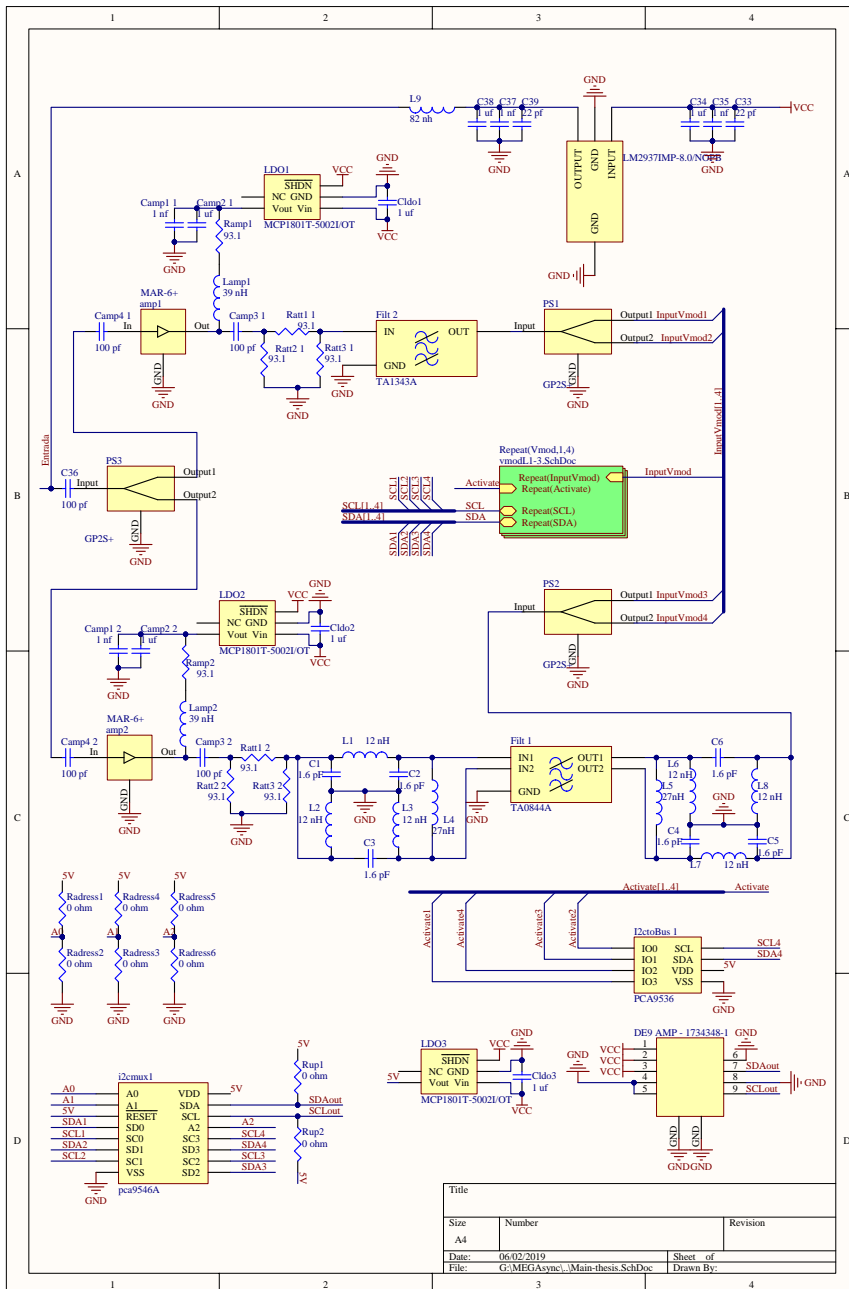 1 2 3 4
A A
B B
C C
D D
L9
82 nh
C38 C37 C39
1 uf 1 nf 22 pf
GND
GND
OUTPUT GND INPUT
GND
LM2937IMP-8.0/NOPB
GND
C34 C35 C33
1 uf 1 nf 22 pf
GND
VCC
LDO1
SHDN
NC GND
Vout Vin
MCP1801T-5002I/OT
VCC
GND
Cldo1
1 uf
VCC
Camp1 1 Camp2 1
1 nf 1 uf
GND
Ramp1
93.1
Lamp1
39 nH
MAR-6+
amp1
Camp4 1
100 pf
In Out
GND
GND
Camp3 1
100 pf
Ratt1 1
93.1
Ratt2 1
93.1
Ratt3 1
93.1
GND
GND
Filt 2
IN OUT
GND
TA1343A
PS1
Input
Output1 InputVmod1
Output2 InputVmod2
GND
GP2S+
GND
InputVmod[1..4]
Entrada
C36
100 pf
PS3
Input
Output1
Output2
GND
GP2S+
GND
Repeat(Vmod,1,4)
vmodL1-3.SchDoc
Repeat(InputVmod)
Repeat(Activate)
Repeat(SCL)
Repeat(SDA)
InputVmod
Activate
SCL
SDA
SCL[1..4]
SDA[1..4]
SCL1 SCL2 SCL3 SCL4
SDA1 SDA2 SDA3 SDA4
PS2
Input
Output1 InputVmod3
Output2 InputVmod4
GND
GP2S+
GND
LDO2
SHDN
NC GND
Vout Vin
MCP1801T-5002I/OT
VCC
GND
Cldo2
1 uf
VCC
Camp1 2 Camp2 2
1 nf 1 uf
GND
Ramp2
93.1
Lamp2
39 nH
MAR-6+
amp2
Camp4 2
100 pf
In Out
GND
GND
Camp3 2
100 pf
Ratt1 2
93.1
Ratt2 2
93.1
Ratt3 2
93.1
GND
L1 12 nH
C1
1.6 pF
C2
1.6 pF
GND
L2
12 nH
L3
12 nH
L4
27nH
C3
1.6 pF
Filt 1
IN1 OUT1
IN2 OUT2
GND
TA0844A
GND
C6
1.6 pF
L6
12 nH
L5
27nH
L8
12 nH
GND
C4
1.6 pF
C5
1.6 pF
L7 12 nH
5V 5V 5V
Radress1
0 ohm
Radress4
0 ohm
Radress5
0 ohm
A0 A1 A2
Radress2
0 ohm
Radress3
0 ohm
Radress6
0 ohm
GND GND GND
Activate[1..4] Activate
Activate1 Activate4 Activate3 Activate2
I2ctoBus 1
IO0 SCL SCL4
IO1 SDA SDA4
IO2 VDD 5V
IO3 VSS
PCA9536
GND
i2cmux1
A0 A0 VDD 5V
A1 A1 SDA SDAout
5V RESET SCL SCLout
SDA1 SD0 A2 A2
SCL1 SC0 SC3 SCL4
SDA2 SD1 SD3 SDA4
SCL2 SC1 SC2 SCL3
VSS SD2 SDA3
GND
pca9546A
5V
Rup1
0 ohm
Rup2
0 ohm
5V
LDO3
SHDN
NC GND
Vout Vin
MCP1801T-5002I/OT
5V
VCC
GND
Cldo3
1 uf
VCC
DE9 AMP - 1734348-1
GND
VCC 1
VCC 2
VCC 3
4
5
6 GND
7 SDAout
8 GND
9 SCLout
GND GND
GND GND
Title
Size Number Revision
A4
Date: 06/02/2019 Sheet of
File: G:\MEGAsync\..\Main-thesis.SchDoc Drawn By:
1 2 3 4